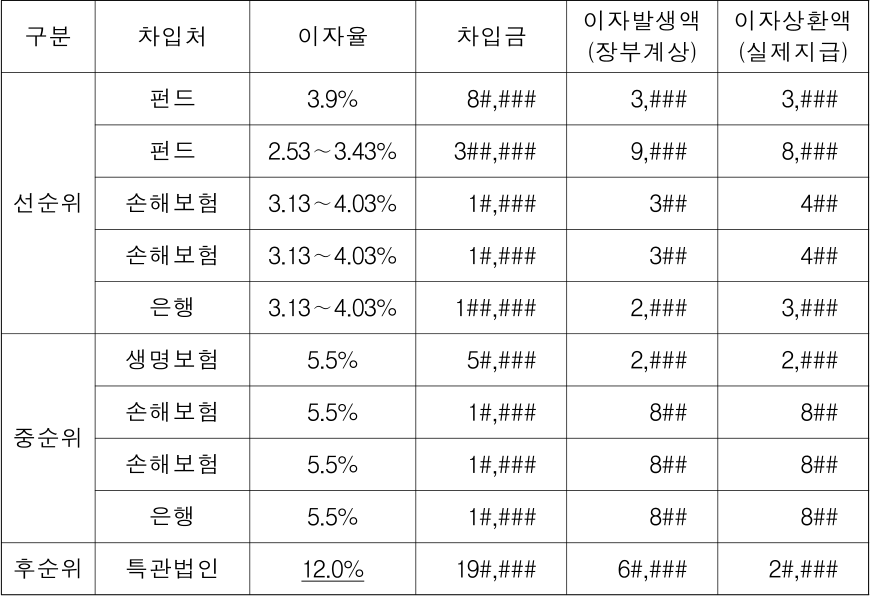 구분 차입처 이자율 차입금 이자발생액 (장부계상) 이자상환액 (실제지급)
선순위 펀드 3.9% 8#,### 3,### 3,###
펀드 2.53~3.43% 3##,### 9,### 8,###
손해보험 3.13~4.03% 1#,### 3## 4##
손해보험 3.13~4.03% 1#,### 3## 4##
은행 3.13~4.03% 1##,### 2,### 3,###
중순위 생명보험 5.5% 5#,### 2,### 2,###
손해보험 5.5% 1#,### 8## 8##
손해보험 5.5% 1#,### 8## 8##
은행 5.5% 1#,### 8## 8##
후순위 특관법인 12.0% 19#,### 6#,### 2#,###